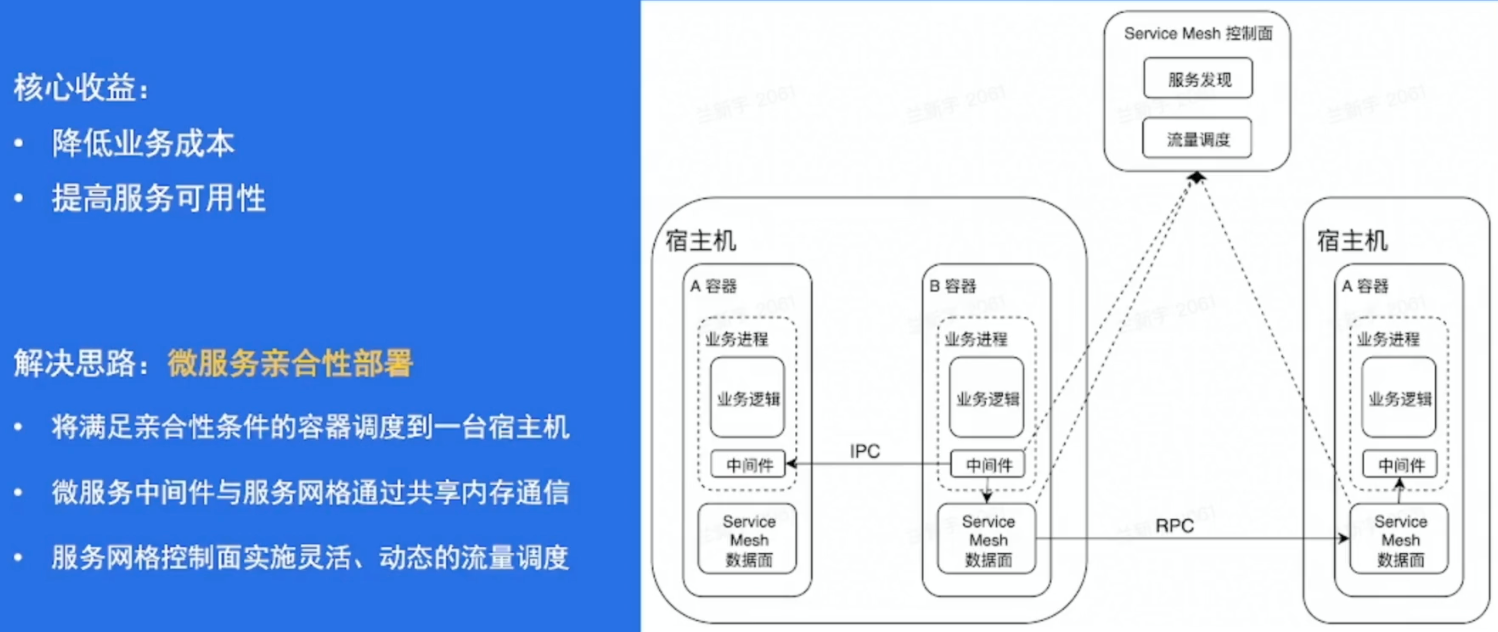 核心收益：
• 降低业务成本
• 提高服务可用性
解决思路：微服务亲合性部署
• 将满足亲合性条件的容器调度到一台宿主机
• 微服务中间件与服务网格通过共享内存通信
• 服务网格控制面实施灵活、动态的流量调度
Service Mesh 控制面
服务发现
流量调度
宿主机
A 容器
业务进程
业务逻辑
中间件
Service
Mesh
数据面
B 容器
业务进程
业务逻辑
中间件
Service
Mesh
数据面
IPC
RPC
宿主机
A 容器
业务进程
业务逻辑
中间件
Service
Mesh
数据面
兰新宇 2061
兰新宇 2061
兰新宇 2061